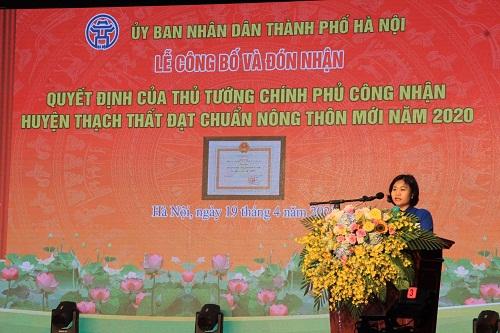 ỦY BAN NHÂN DÂN THÀNH PHỐ HÀ NỘI
LỄ CÔNG BỐ VÀ ĐÓN NHẬN
QUYẾT ĐỊNH CỦA THỦ TƯỚNG CHÍNH PHỦ CÔNG NHẬN
HUYỆN THẠCH THẤT ĐẠT CHUẨN NÔNG THÔN MỚI NĂM 2020
Hà Nội, ngày 19 tháng 4 năm
3